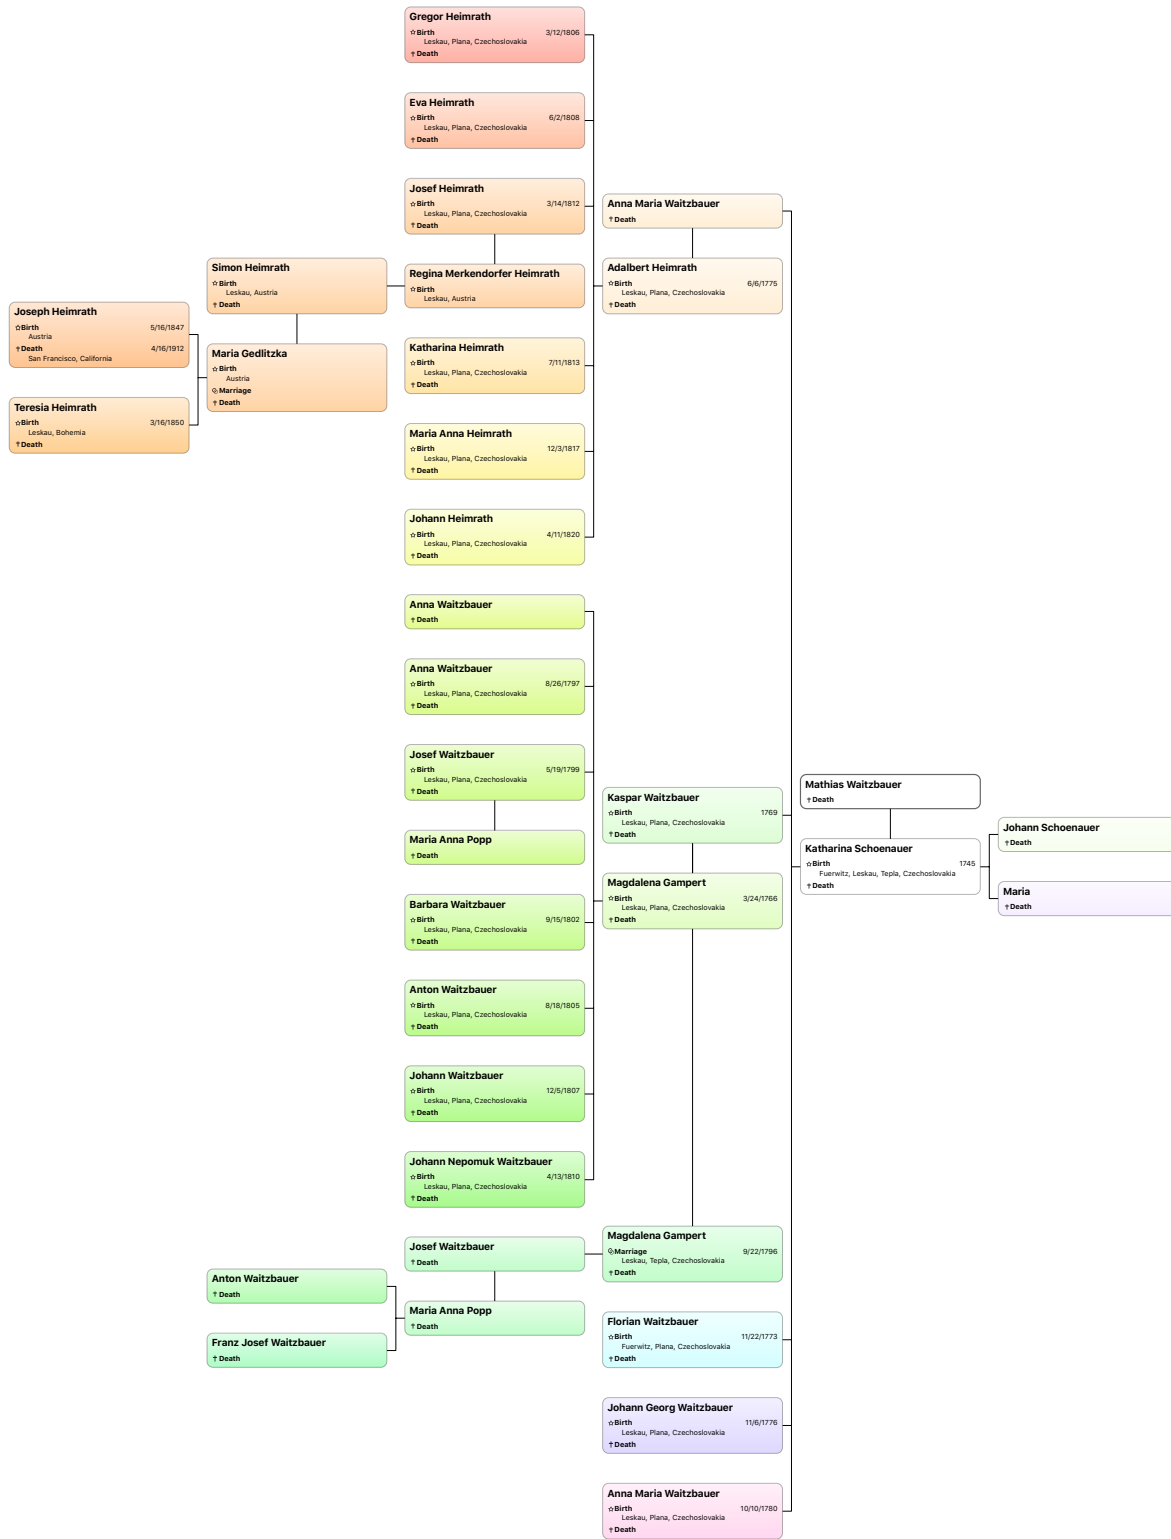 Gregor Heimrath
☆Birth 3/12/1806
Leskau, Plana, Czechoslovakia
†Death
Eva Heimrath
☆Birth 6/2/1808
Leskau, Plana, Czechoslovakia
†Death
Josef Heimrath
☆Birth 3/14/1812
Leskau, Plana, Czechoslovakia
†Death
Anna Maria Waitzbauer
†Death
Simon Heimrath
☆Birth
Leskau, Austria
†Death
Regina Merkendorfer Heimrath
☆Birth
Leskau, Austria
Adalbert Heimrath
☆Birth 6/6/1775
Leskau, Plana, Czechoslovakia
†Death
Joseph Heimrath
☆Birth 5/16/1847
Austria
†Death 4/16/1912
San Francisco, California
Maria Gedlitzka
☆Birth
Austria
⚭Marriage
†Death
Katharina Heimrath
☆Birth 7/11/1813
Leskau, Plana, Czechoslovakia
†Death
Teresia Heimrath
☆Birth 3/16/1850
Leskau, Bohemia
†Death
Maria Anna Heimrath
☆Birth 12/3/1817
Leskau, Plana, Czechoslovakia
†Death
Johann Heimrath
☆Birth 4/11/1820
Leskau, Plana, Czechoslovakia
†Death
Anna Waitzbauer
†Death
Anna Waitzbauer
☆Birth 8/26/1797
Leskau, Plana, Czechoslovakia
†Death
Josef Waitzbauer
☆Birth 5/19/1799
Leskau, Plana, Czechoslovakia
†Death
Maria Anna Popp
†Death
Kaspar Waitzbauer
☆Birth 1769
Leskau, Plana, Czechoslovakia
†Death
Mathias Waitzbauer
†Death
Katharina Schoenauer
☆Birth 1745
Fuerwitz, Leskau, Tepla, Czechoslovakia
†Death
Johann Schoenauer
†Death
Maria
†Death
Magdalena Gampert
☆Birth 3/24/1766
Leskau, Plana, Czechoslovakia
†Death
Barbara Waitzbauer
☆Birth 9/15/1802
Leskau, Plana, Czechoslovakia
†Death
Anton Waitzbauer
☆Birth 8/18/1805
Leskau, Plana, Czechoslovakia
†Death
Johann Waitzbauer
☆Birth 12/5/1807
Leskau, Plana, Czechoslovakia
†Death
Johann Nepomuk Waitzbauer
☆Birth 4/13/1810
Leskau, Plana, Czechoslovakia
†Death
Josef Waitzbauer
†Death
Magdalena Gampert
⚭Marriage 9/22/1796
Leskau, Tepla, Czechoslovakia
†Death
Anton Waitzbauer
†Death
Maria Anna Popp
†Death
Franz Josef Waitzbauer
†Death
Florian Waitzbauer
☆Birth 11/22/1773
Fuerwitz, Plana, Czechoslovakia
†Death
Johann Georg Waitzbauer
☆Birth 11/6/1776
Leskau, Plana, Czechoslovakia
†Death
Anna Maria Waitzbauer
☆Birth 10/10/1780
Leskau, Plana, Czechoslovakia
†Death